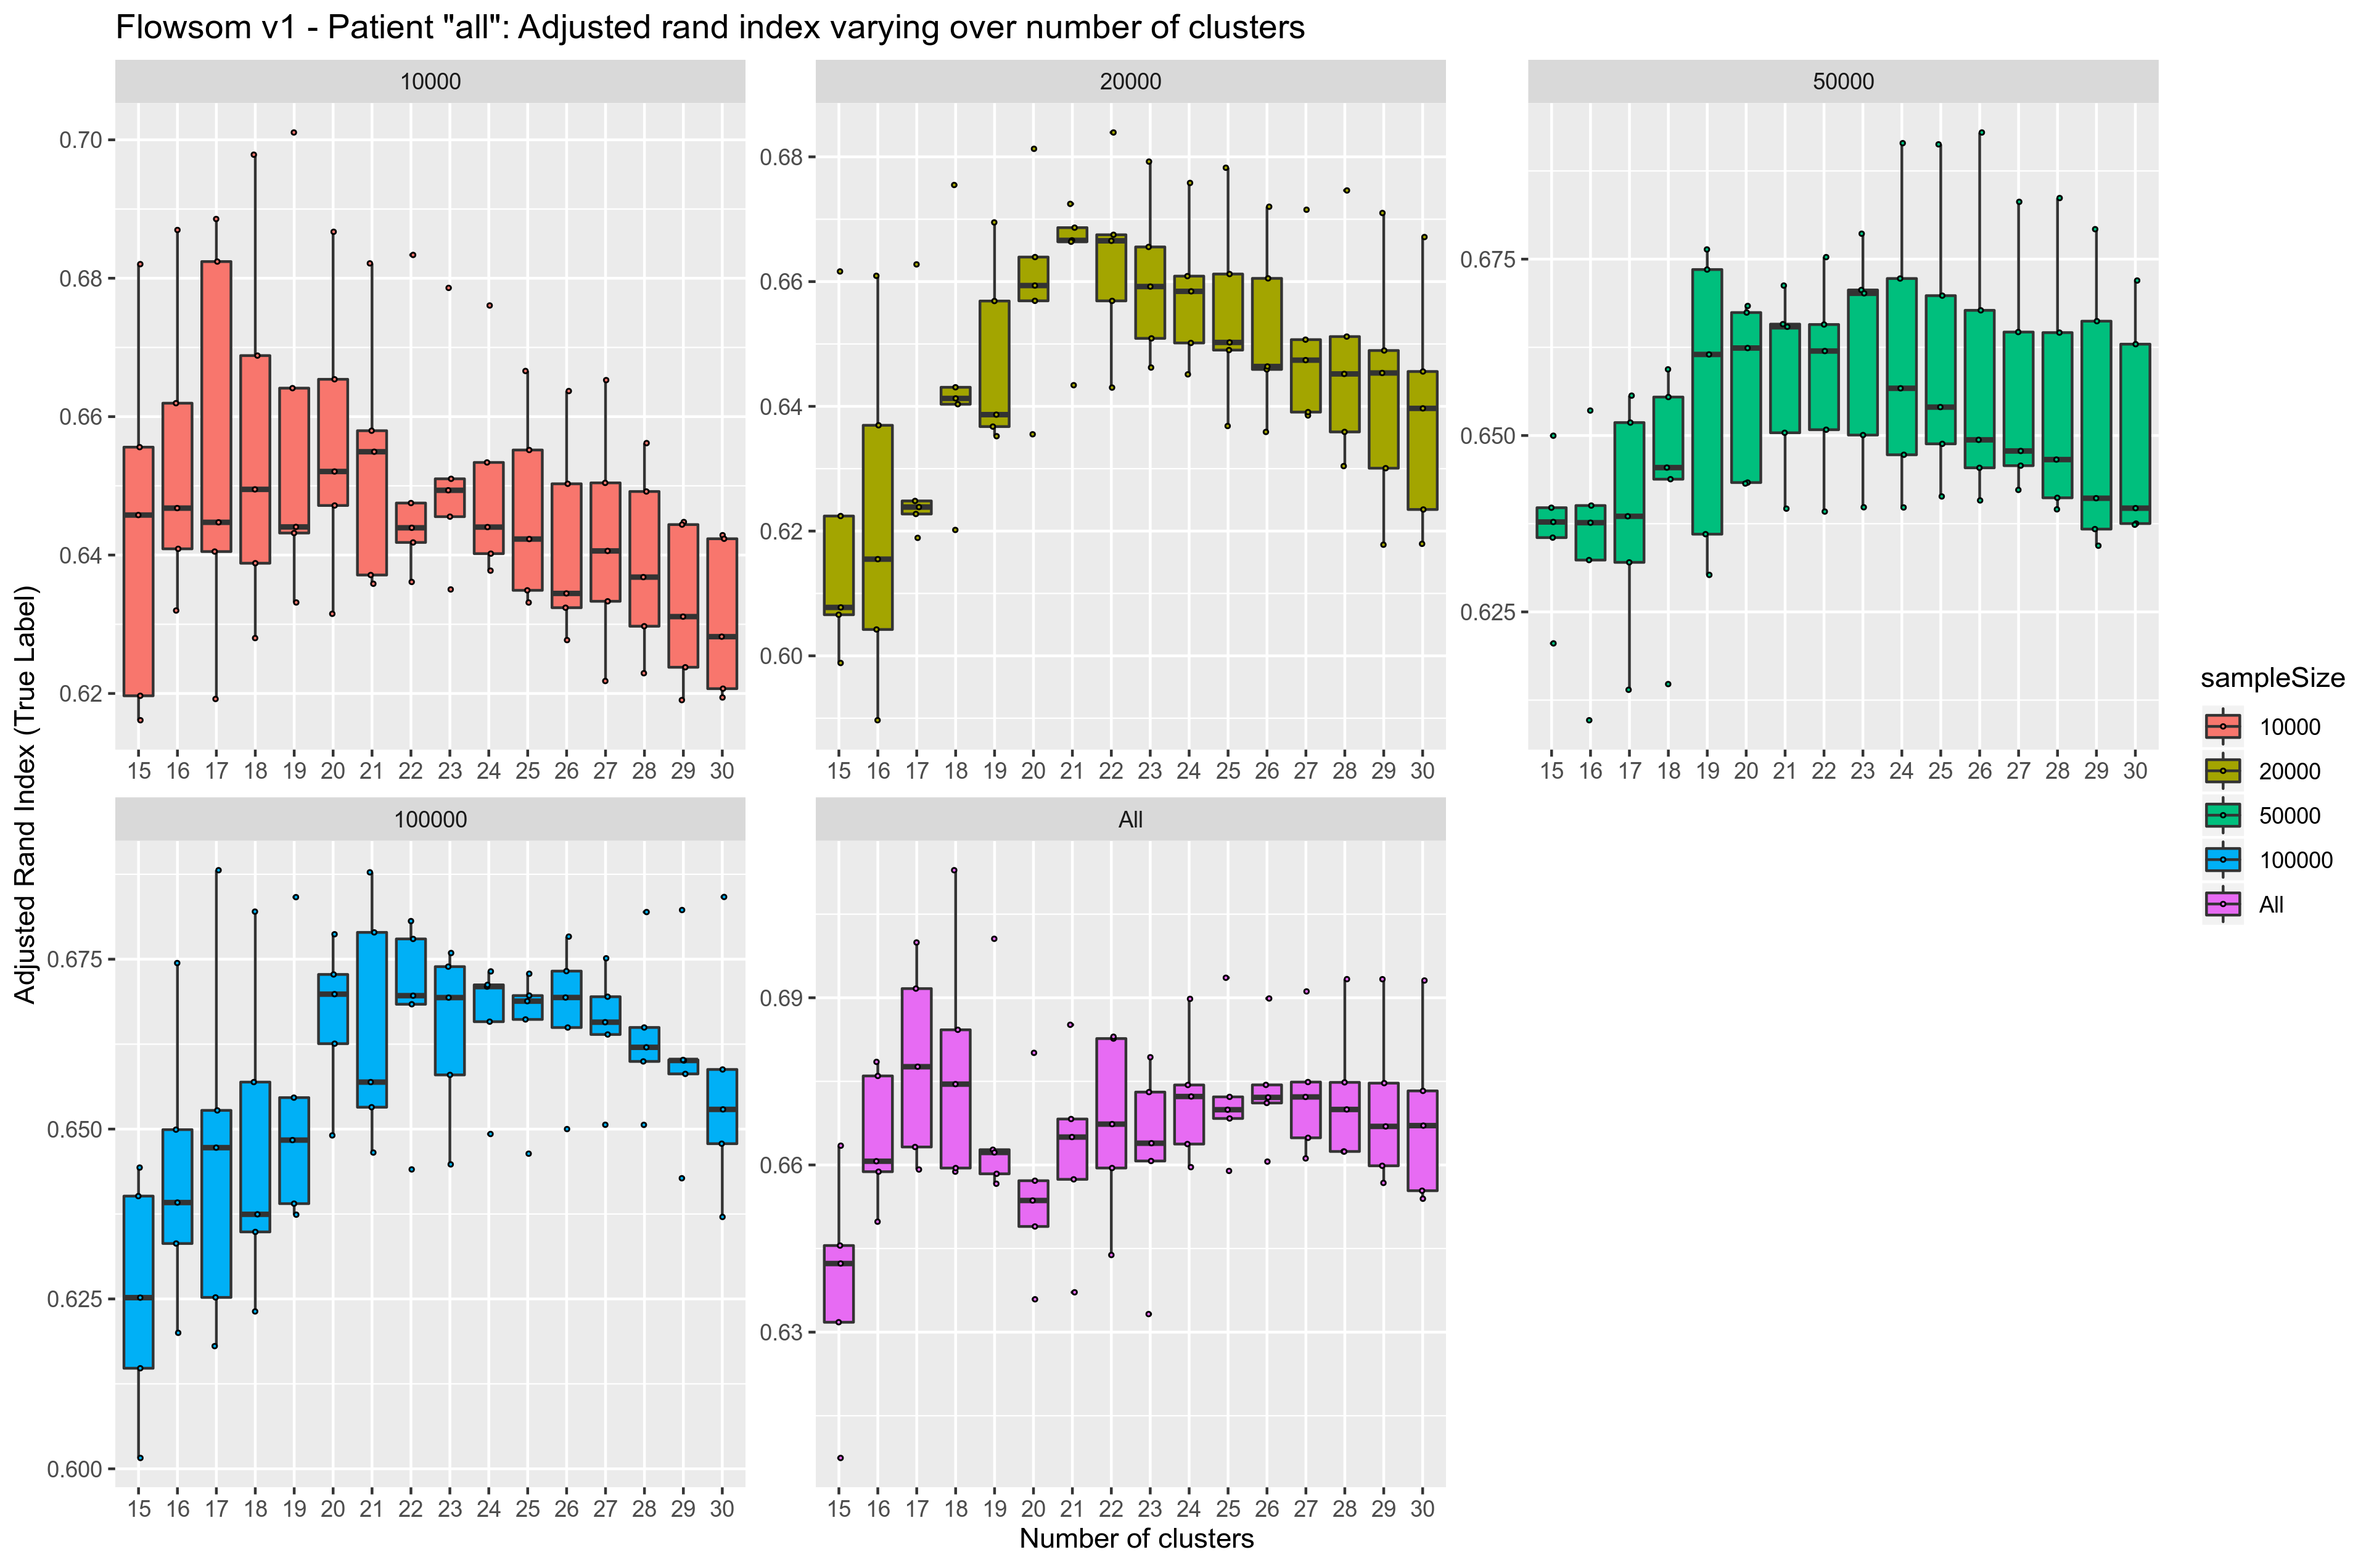 Flowsom v1 - Patient "all": Adjusted rand index varying over number of clusters
Adjusted Rand Index (True Label)
10000
0.70
0.68
0.66
0.64
0.62
15 16 17 18 19 20 21 22 23 24 25 26 27 28 29 30
20000
0.68
0.66
0.64
0.62
0.60
15 16 17 18 19 20 21 22 23 24 25 26 27 28 29 30
50000
0.675
0.650
0.625
15 16 17 18 19 20 21 22 23 24 25 26 27 28 29 30
100000
0.675
0.650
0.625
0.600
15 16 17 18 19 20 21 22 23 24 25 26 27 28 29 30
All
0.69
0.66
0.63
15 16 17 18 19 20 21 22 23 24 25 26 27 28 29 30
Number of clusters
sampleSize
10000
20000
50000
100000
All